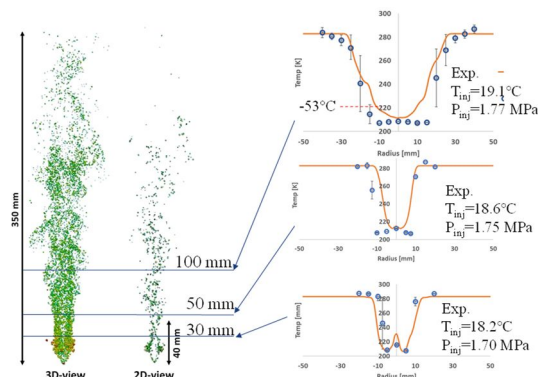 350 mm
100 mm
50 mm
30 mm
40 mm
3D-view
2D-view
Temp [K]
300
280
260
240
220
200
-53°C
-50
-30
-10
10
30
50
Radius [mm]
Exp.
Tinj=19.1°C
Pinj=1.77 MPa
Temp [K]
300
280
260
240
220
200
-50
-30
-10
10
30
50
Radius [mm]
Exp.
Tinj=18.6°C
Pinj=1.75 MPa
Temp [K]
300
280
260
240
220
200
-50
-30
-10
10
30
50
Radius [mm]
Exp.
Tinj=18.2°C
Pinj=1.70 MPa